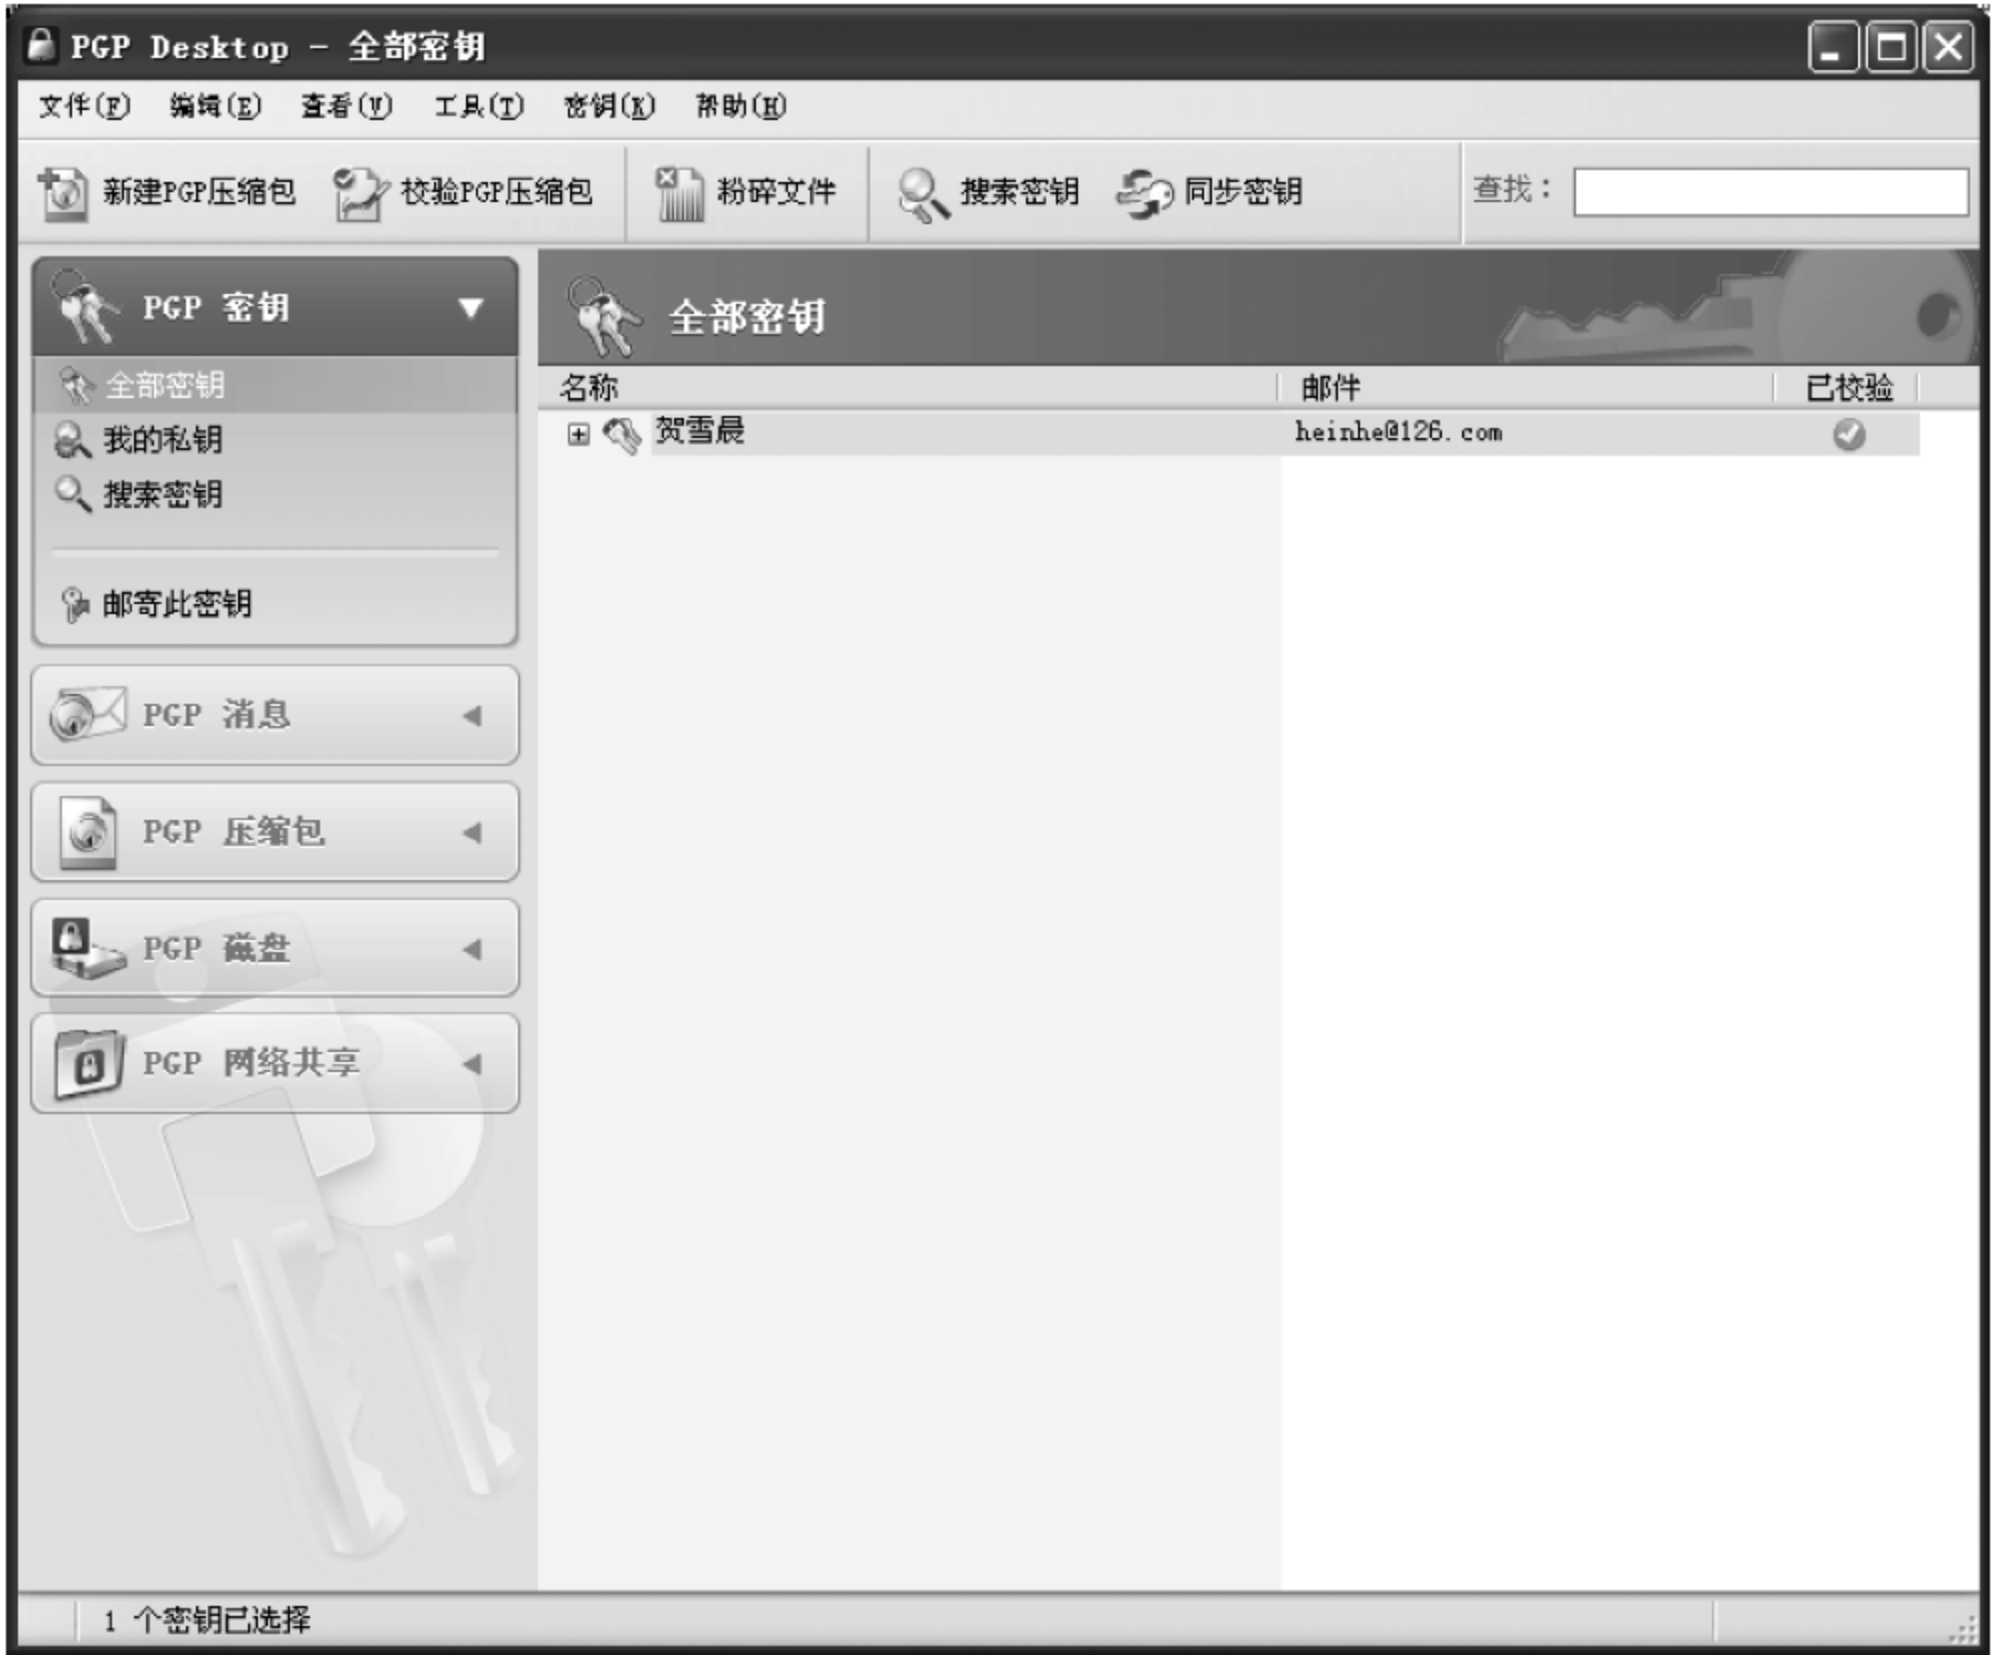 PGP Desktop - 全部密钥
文件(F) 编辑(E) 查看(V) 工具(T) 密钥(K) 帮助(H)
新建PGP压缩包 校验PGP压缩包 粉碎文件 搜索密钥 同步密钥 查找：
PGP 密钥
全部密钥
我的私钥
搜索密钥
邮寄此密钥
PGP 消息
PGP 压缩包
PGP 磁盘
PGP 网络共享
全部密钥
名称 邮件 已校验
贺雪晨 heinhe@126.com
1 个密钥已选择